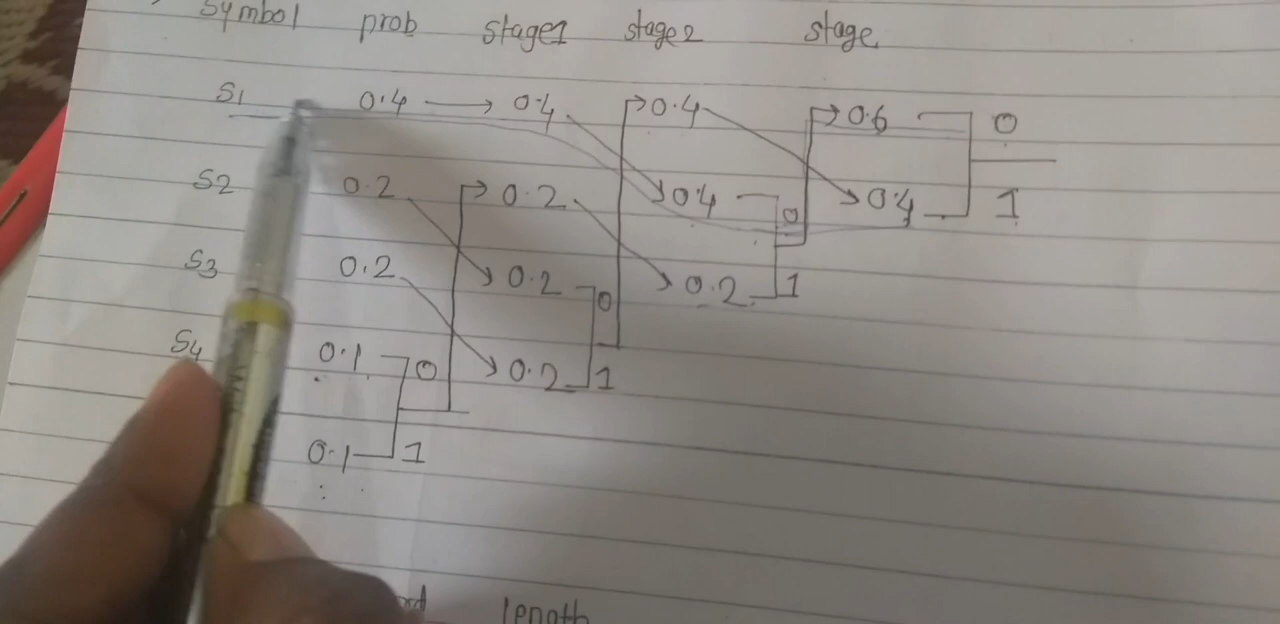 Symbol prob stage1 stage2 stage
S1 0.4 0.4 0.4 0.6 0
S2 0.2 0.2 0.4 0 0.4 1
S3 0.2 0.2 0 0.2 1
S4 0.1 0 0.2 1
0.1 1
length